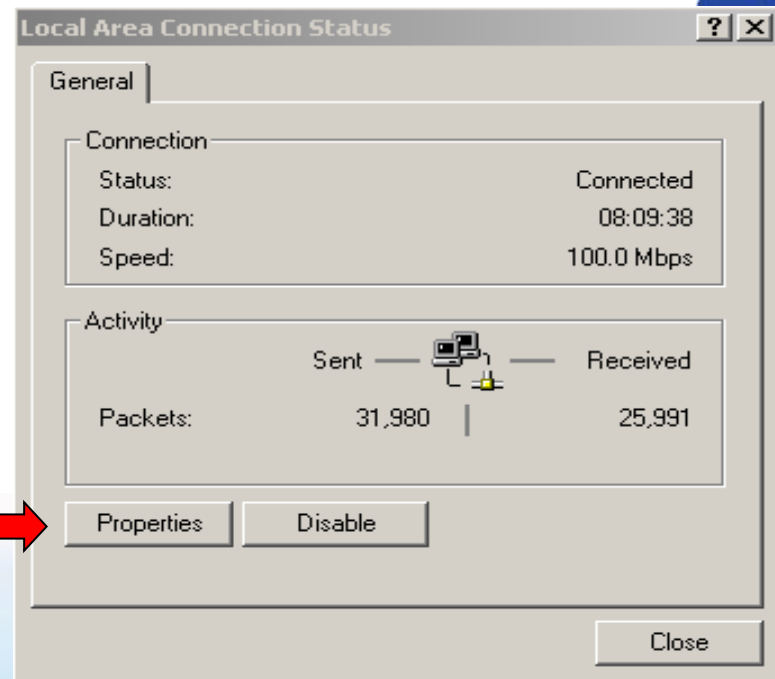 Local Area Connection Status
General
Connection
Status: Connected
Duration: 08:09:38
Speed: 100.0 Mbps
Activity
Sent Received
Packets: 31,980 25,991
Properties Disable
Close